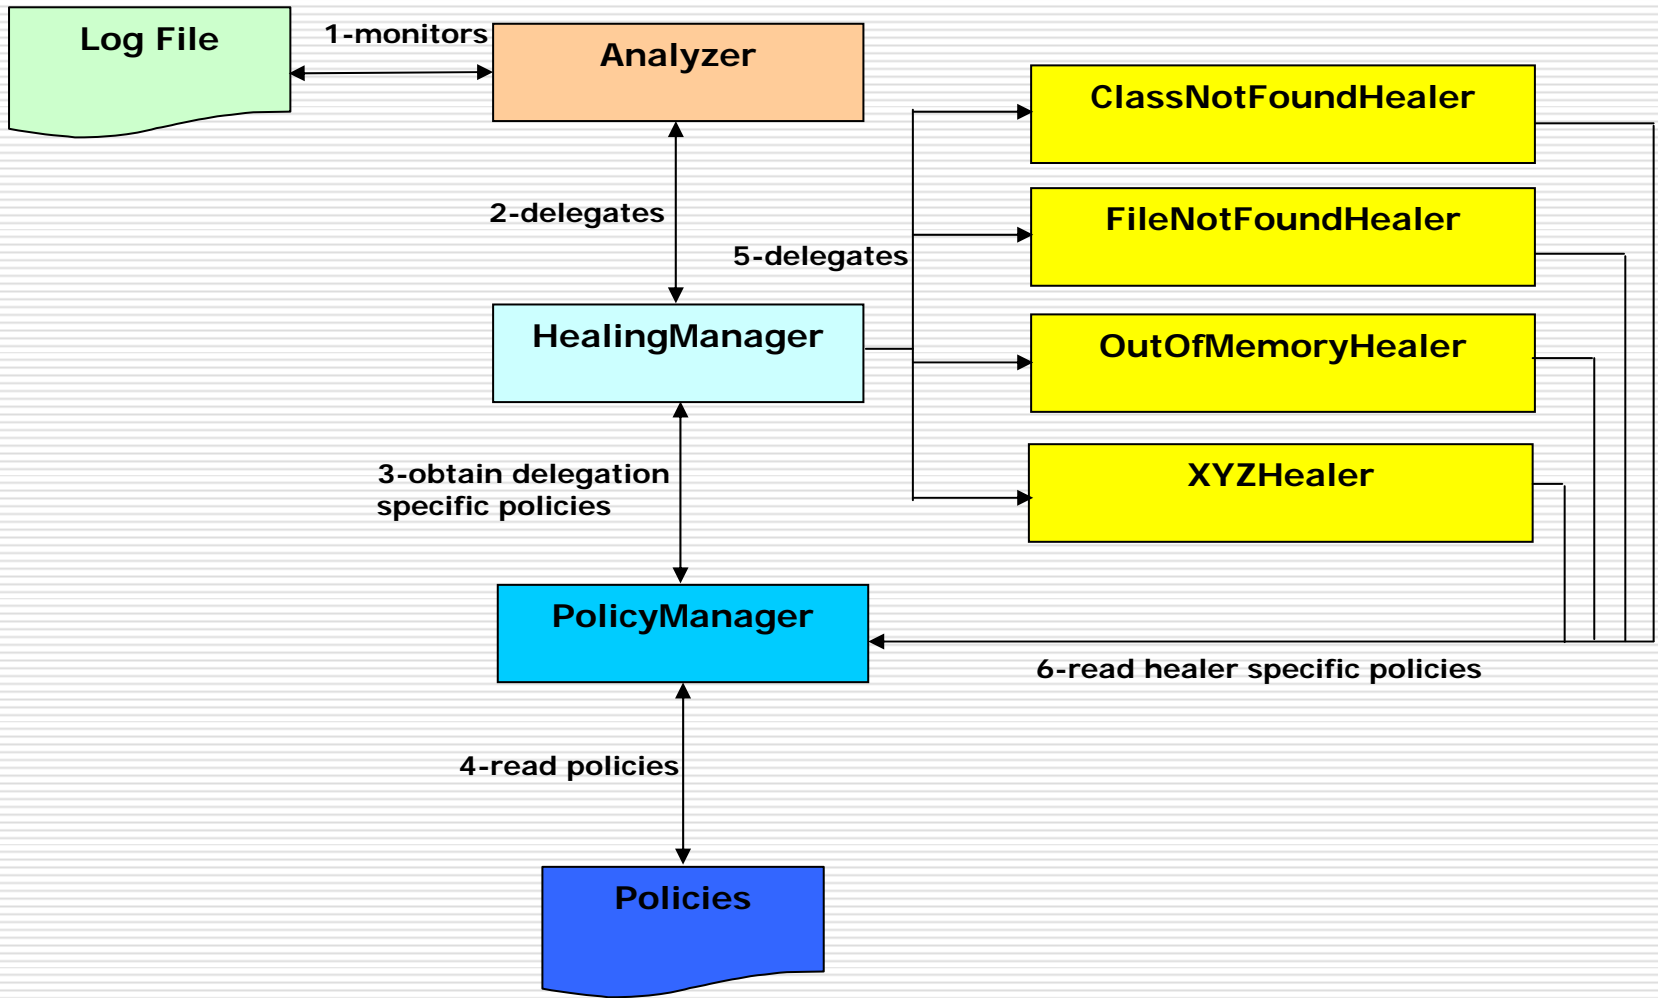 Log File
1-monitors
Analyzer
ClassNotFoundHealer
2-delegates
FileNotFoundHealer
5-delegates
HealingManager
OutOfMemoryHealer
3-obtain delegation
specific policies
XYZHealer
PolicyManager
6-read healer specific policies
4-read policies
Policies